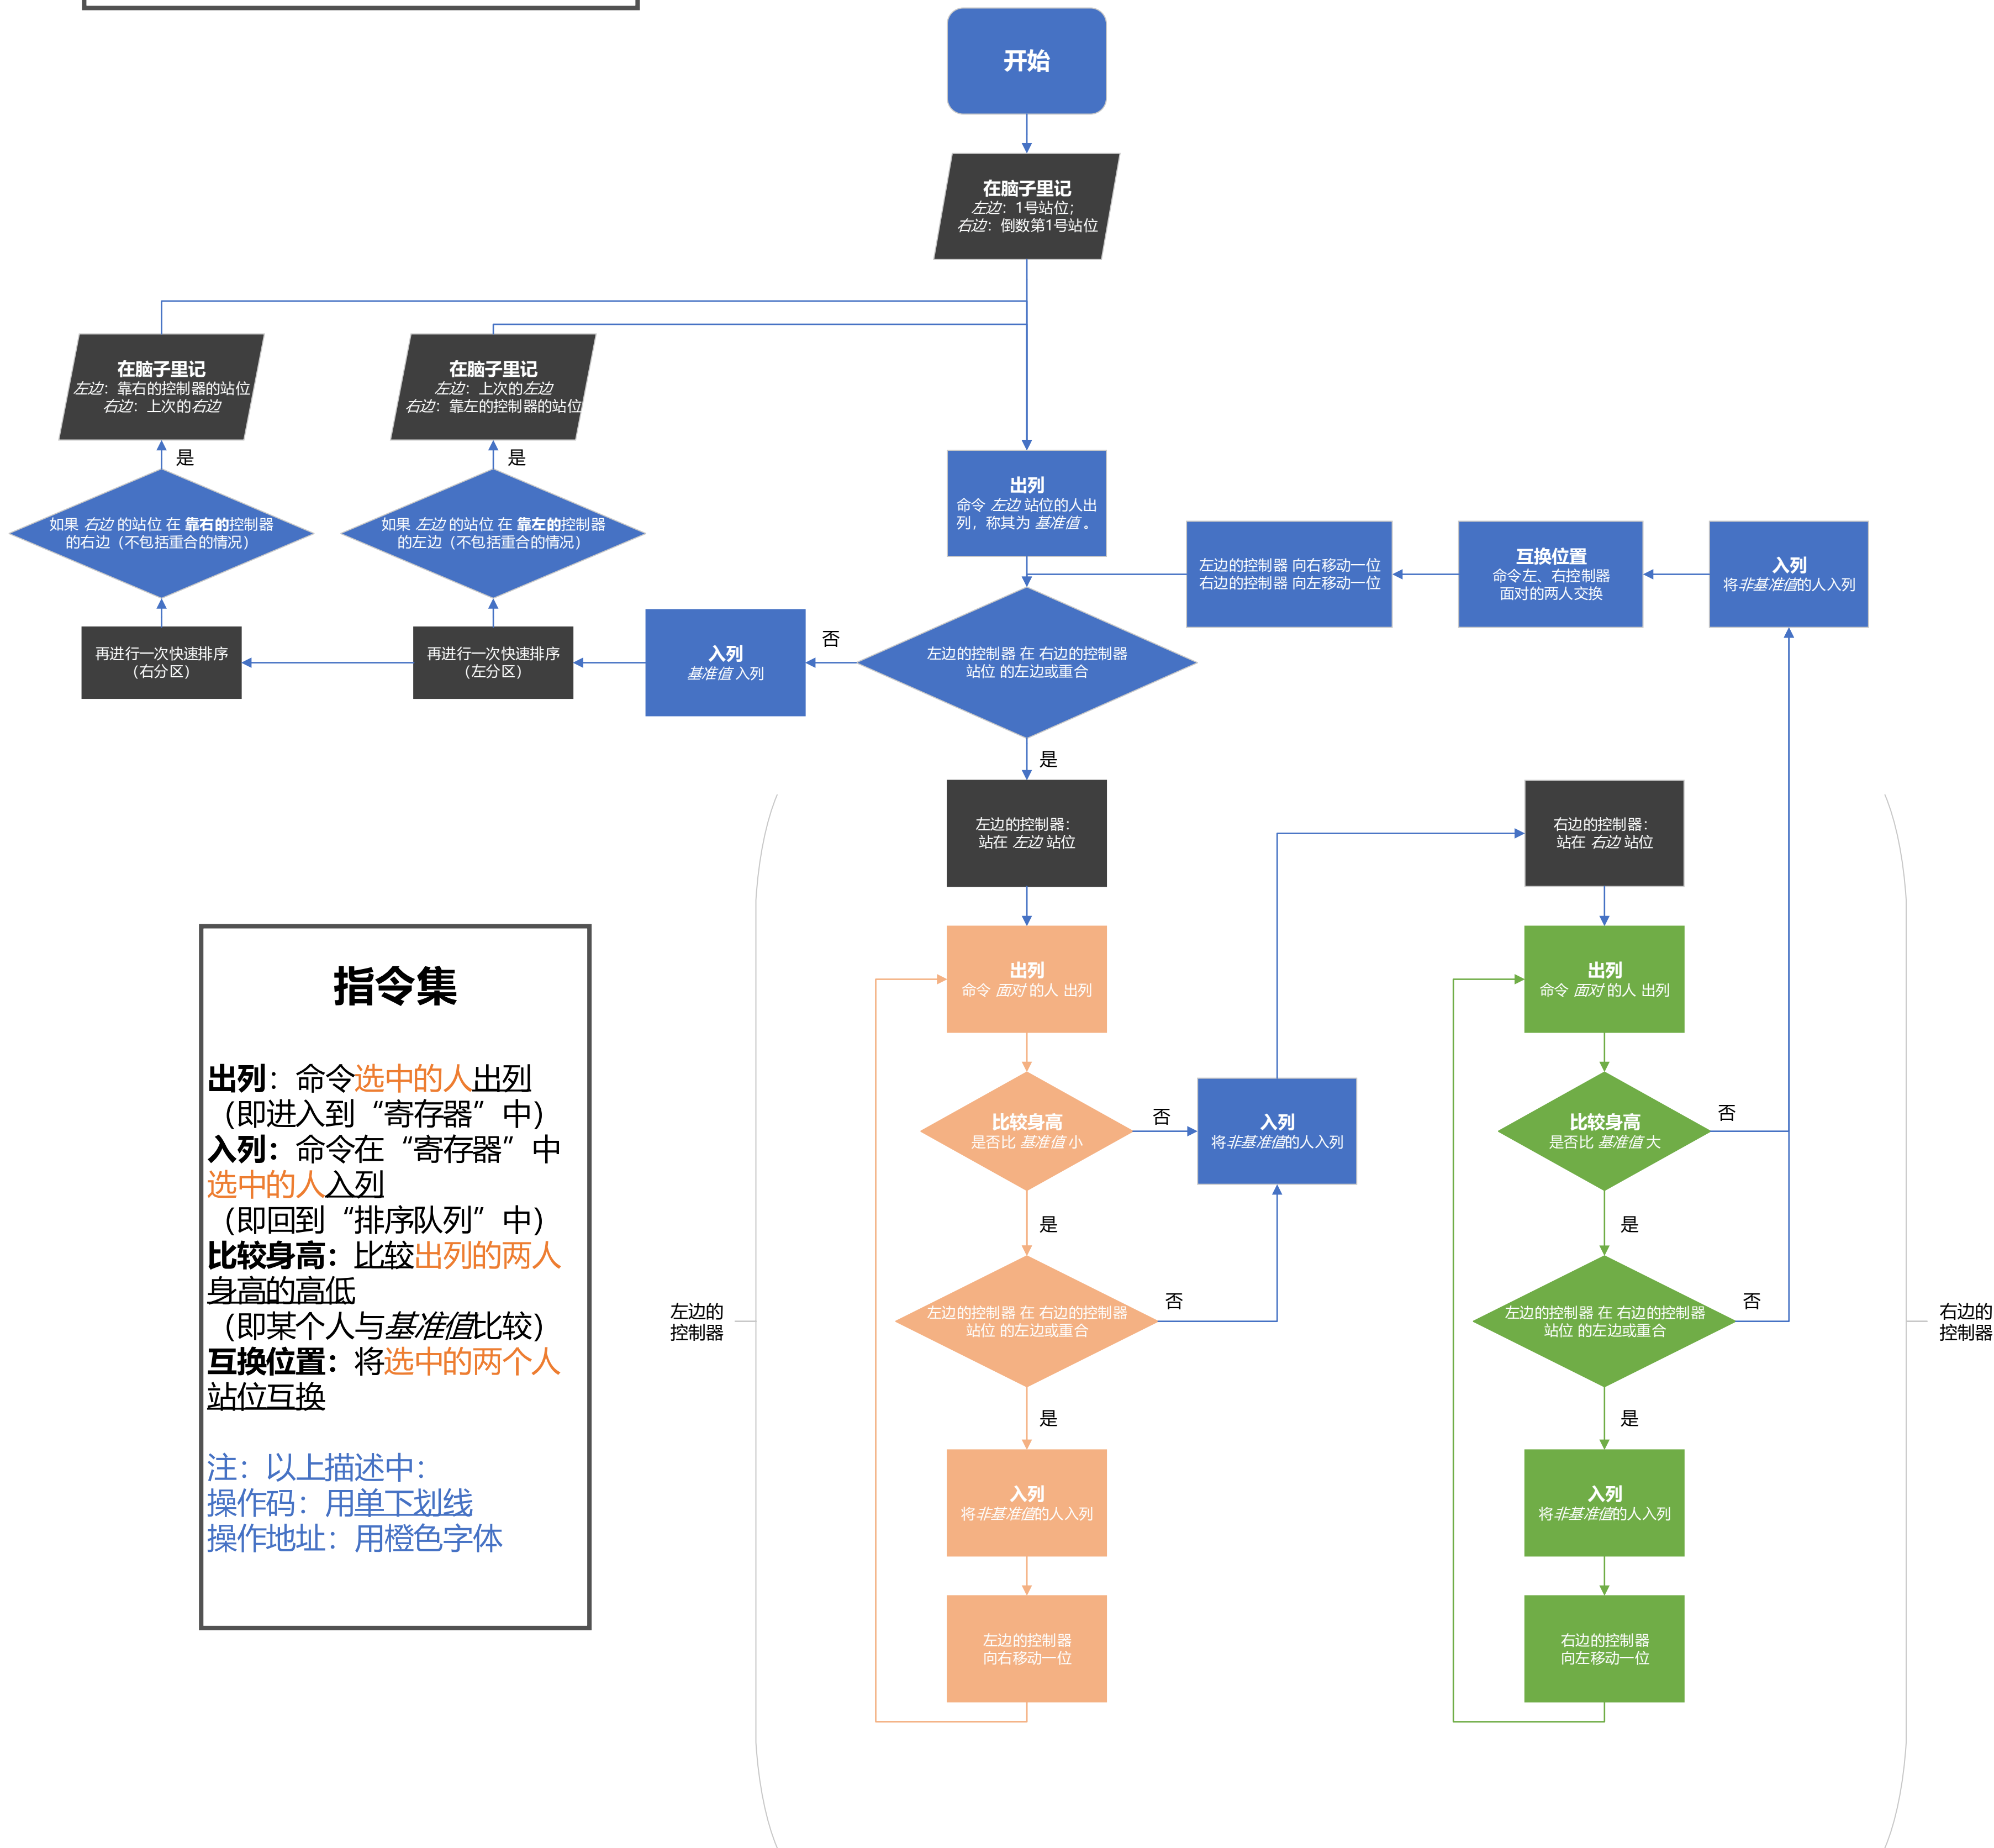 开始
在脑子里记
左边：1号站位；
右边：倒数第1号站位
在脑子里记
左边：靠右的控制器的站位
右边：上次的右边
在脑子里记
左边：上次的左边
右边：靠左的控制器的站位
是
是
出列
命令 左边 站位的人出
列，称其为 基准值 。
如果 右边 的站位 在 靠右的控制器
的右边（不包括重合的情况）
如果 左边 的站位 在 靠左的控制器
的左边（不包括重合的情况）
左边的控制器 向右移动一位
右边的控制器 向左移动一位
互换位置
命令左、右控制器
面对的两人交换
入列
将非基准值的人入列
再进行一次快速排序
（右分区）
再进行一次快速排序
（左分区）
入列
基准值 入列
否
左边的控制器 在 右边的控制器
站位 的左边或重合
是
左边的控制器：
站在 左边 站位
右边的控制器：
站在 右边 站位
出列
命令 面对 的人 出列
出列
命令 面对 的人 出列
比较身高
是否比 基准值 小
否
入列
将非基准值的人入列
比较身高
是否比 基准值 大
否
是
是
左边的控制器 在 右边的控制器
站位 的左边或重合
否
左边的控制器 在 右边的控制器
站位 的左边或重合
否
左边的
控制器
右边的
控制器
是
是
入列
将非基准值的人入列
入列
将非基准值的人入列
左边的控制器
向右移动一位
右边的控制器
向左移动一位
指令集
出列：命令选中的人出列
（即进入到“寄存器”中）
入列：命令在“寄存器”中
选中的人入列
（即回到“排序队列”中）
比较身高：比较出列的两人
身高的高低
（即某个人与基准值比较）
互换位置：将选中的两个人
站位互换
注：以上描述中：
操作码：用单下划线
操作地址：用橙色字体